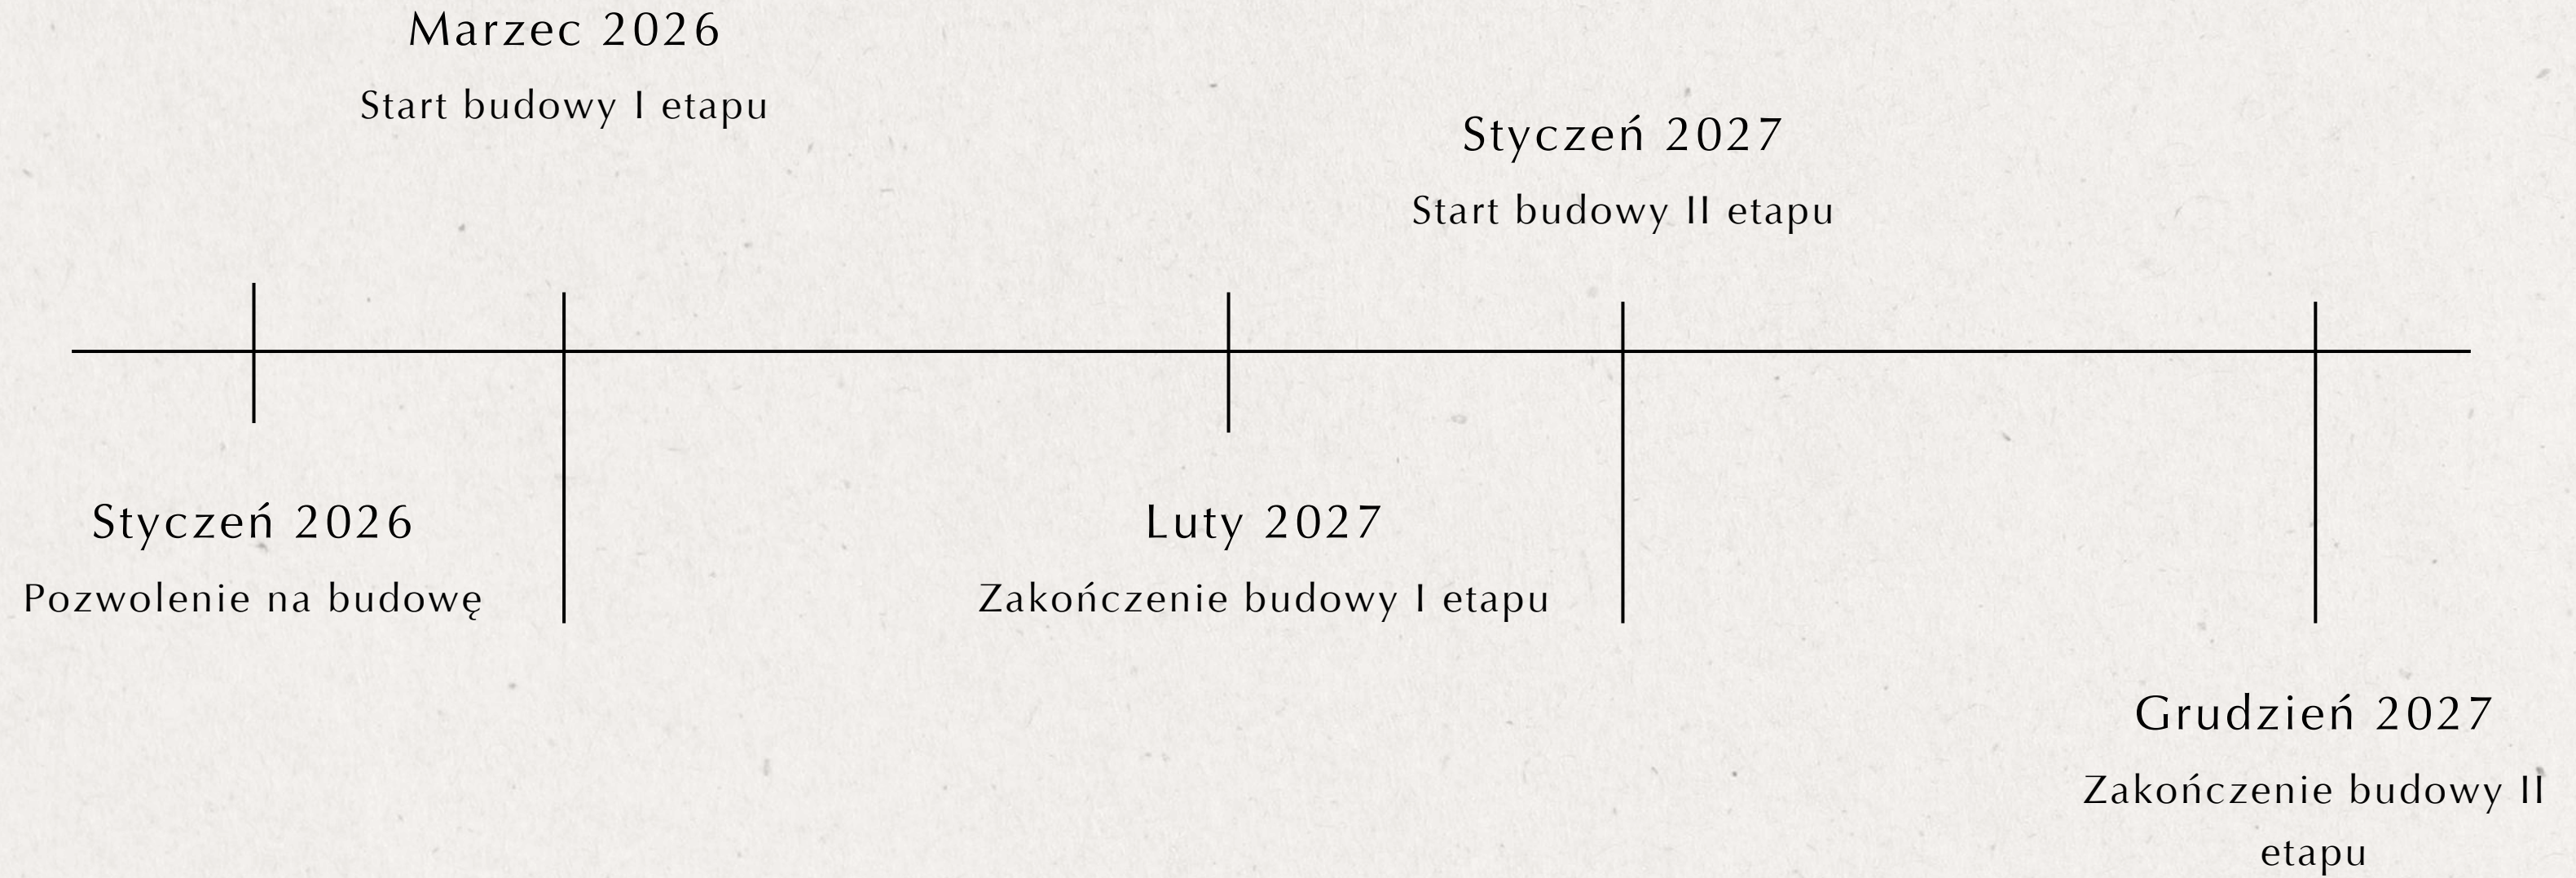 Marzec 2026
Start budowy I etapu
Styczeń 2027
Start budowy II etapu
Styczeń 2026
Pozwolenie na budowę
Luty 2027
Zakończenie budowy I etapu
Grudzień 2027
Zakończenie budowy II
etapu